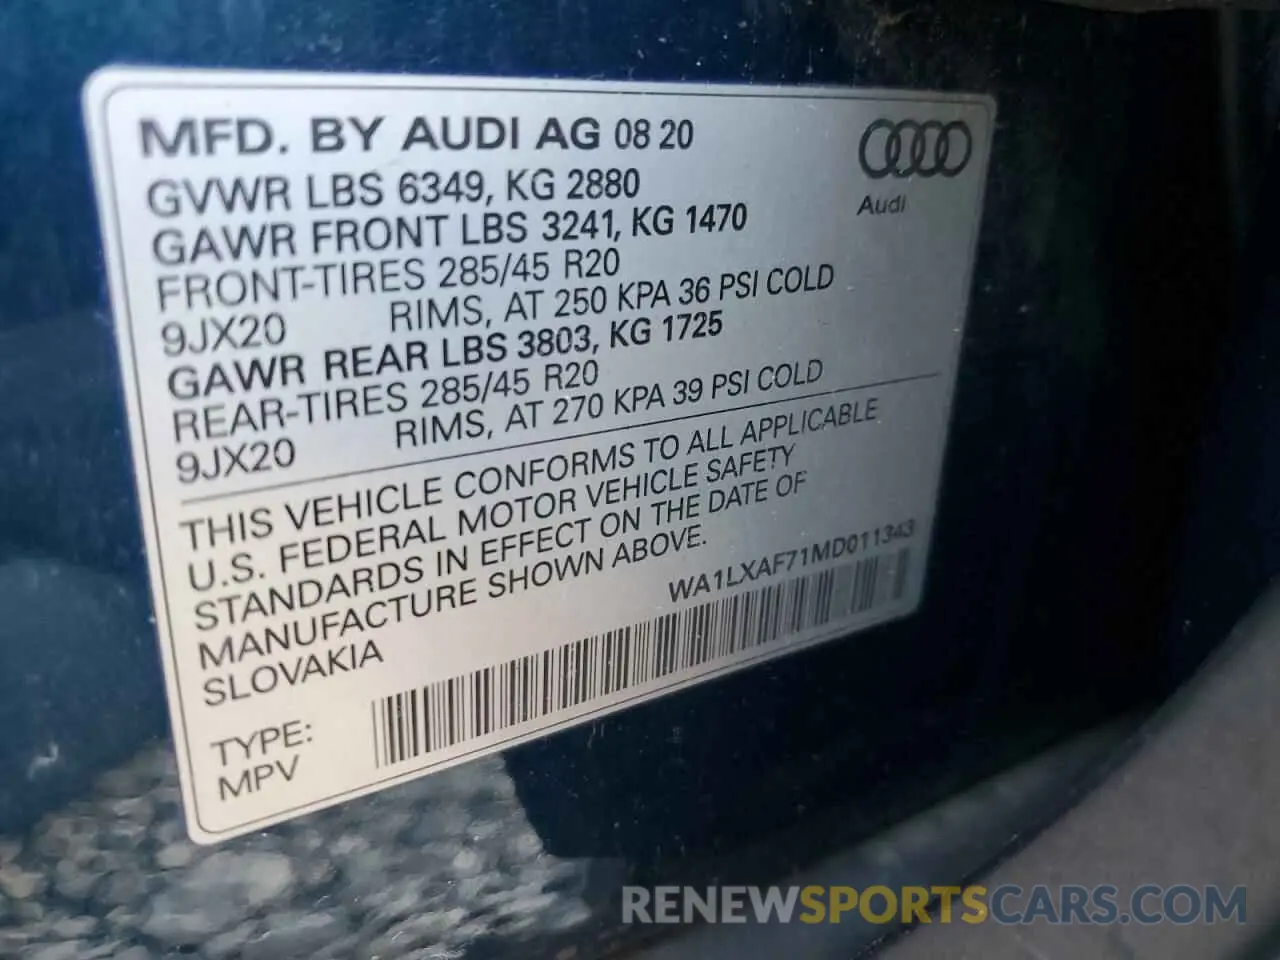 MFD. BY AUDI AG 08 20
GVWR LBS 6349, KG 2880
GAWR FRONT LBS 3241, KG 1470
FRONT-TIRES 285/45 R20
9JX20 RIMS, AT 250 KPA 36 PSI COLD
GAWR REAR LBS 3803, KG 1725
REAR-TIRES 285/45 R20
9JX20 RIMS, AT 270 KPA 39 PSI COLD
Audi
THIS VEHICLE CONFORMS TO ALL APPLICABLE
U.S. FEDERAL MOTOR VEHICLE SAFETY
STANDARDS IN EFFECT ON THE DATE OF
MANUFACTURE SHOWN ABOVE.
SLOVAKIA
WA1LXAF71MD011343
TYPE:
MPV
RENEWSPORTSCARS.COM